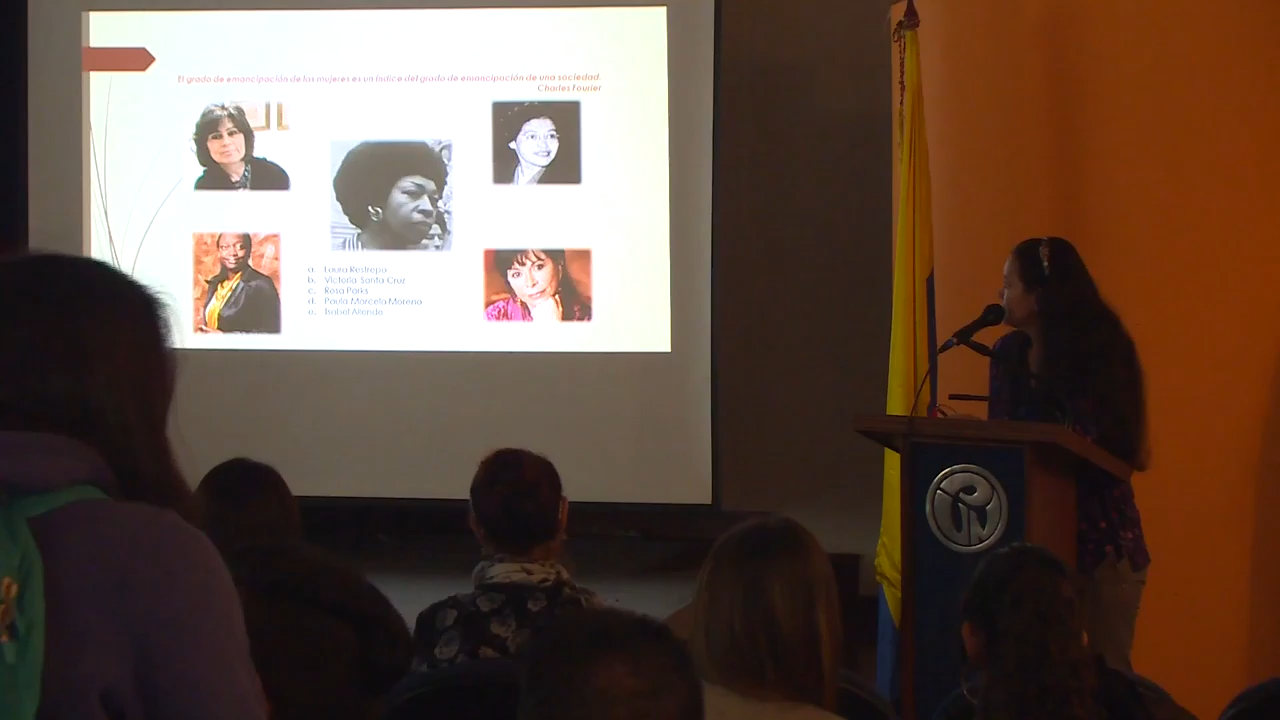 El grado de emancipación de las mujeres es un índice del grado de emancipación de una sociedad.
Charles Fourier
a. Laura Restrepo
b. Victoria Santa Cruz
c. Rosa Parks
d. Paula Marcela Moreno
e. Isabel Allende